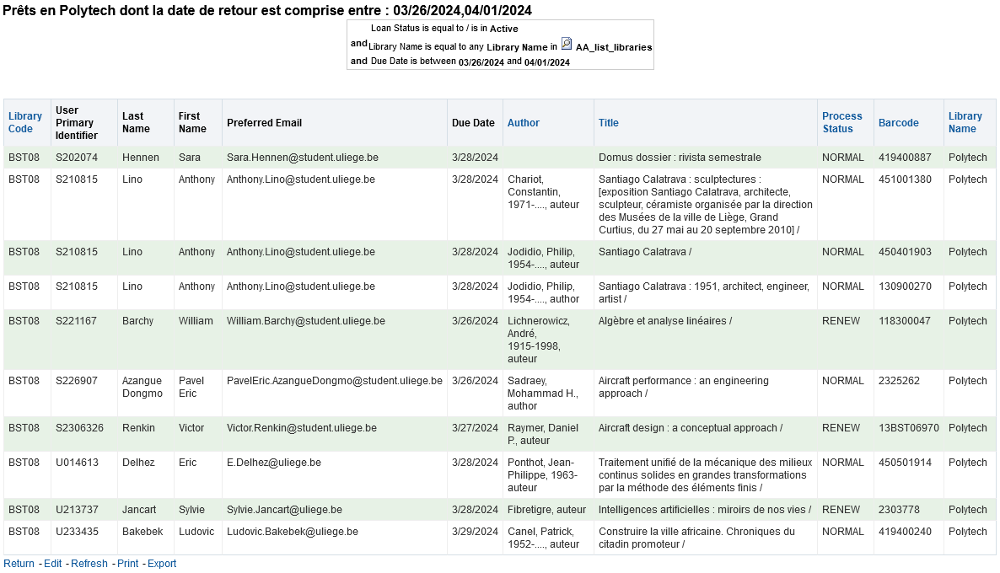 Prêts en Polytech dont la date de retour est comprise entre : 03/26/2024,04/01/2024
Loan Status is equal to / is in Active
and Library Name is equal to any Library Name in AA_list_libraries
and Due Date is between 03/26/2024 and 04/01/2024
Library Code User Primary Identifier Last Name First Name Preferred Email Due Date Author Title Process Status Barcode Library Name
BST08 S202074 Hennen Sara Sara.Hennen@student.uliege.be 3/28/2024 Domus dossier : rivista semestrale NORMAL 419400887 Polytech
BST08 S210815 Lino Anthony Anthony.Lino@student.uliege.be 3/28/2024 Chariot, Santiago Calatrava : sculptectures : NORMAL 451001380 Polytech
Constantin, [exposition Santiago Calatrava, architecte,
1971-...., auteur sculpteur, céramiste organisée par la direction
des Musées de la ville de Liège, Grand
Curtius, du 27 mai au 20 septembre 2010] /
BST08 S210815 Lino Anthony Anthony.Lino@student.uliege.be 3/28/2024 Jodidio, Philip, Santiago Calatrava / NORMAL 450401903 Polytech
1954-...., auteur
BST08 S210815 Lino Anthony Anthony.Lino@student.uliege.be 3/28/2024 Jodidio, Philip, Santiago Calatrava : 1951, architect, engineer, NORMAL 130900270 Polytech
1954-...., author artist /
BST08 S221167 Barchy William William.Barchy@student.uliege.be 3/26/2024 Lichnerowicz, Algèbre et analyse linéaires / RENEW 118300047 Polytech
André,
1915-1998,
auteur
BST08 S226907 Azangue Pavel PavelEric.AzangueDongmo@student.uliege.be 3/26/2024 Sadraey, Aircraft performance : an engineering NORMAL 2325262 Polytech
Dongmo Eric Mohammad H., approach /
author
BST08 S2306326 Renkin Victor Victor.Renkin@student.uliege.be 3/27/2024 Raymer, Daniel Aircraft design : a conceptual approach / RENEW 13BST06970 Polytech
P., auteur
BST08 U014613 Delhez Eric E.Delhez@uliege.be 3/28/2024 Ponthot, Jean- Traitement unifié de la mécanique des milieux NORMAL 450501914 Polytech
Philippe, 1963- continus solides en grandes transformations
auteur par la méthode des éléments finis /
BST08 U213737 Jancart Sylvie Sylvie.Jancart@uliege.be 3/28/2024 Fibretigre, auteur Intelligences artificielles : miroirs de nos vies / RENEW 2303778 Polytech
BST08 U233435 Bakebek Ludovic Ludovic.Bakebek@uliege.be 3/29/2024 Canel, Patrick, Construire la ville africaine. Chroniques du NORMAL 419400240 Polytech
1952-...., auteur citadin promoteur /
Return - Edit - Refresh - Print - Export